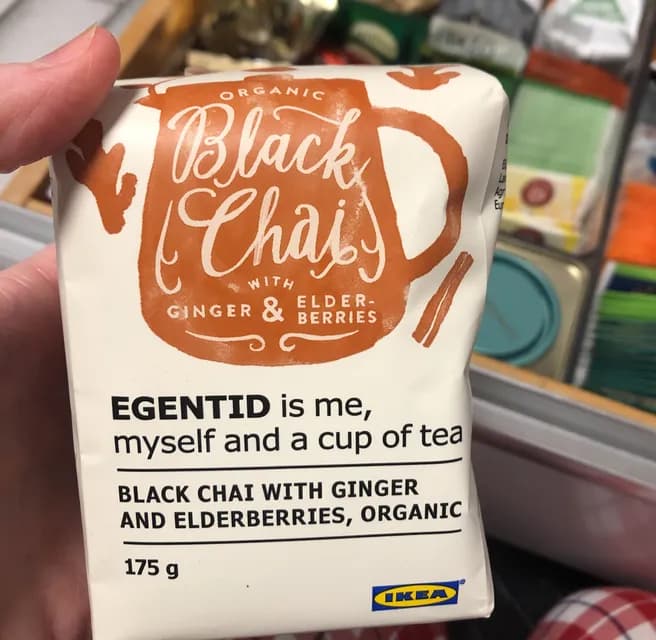 ORGANIC
Black
Chai
WITH
GINGER & ELDER-
BERRIES
EGENTID is me,
myself and a cup of tea
BLACK CHAI WITH GINGER
AND ELDERBERRIES, ORGANIC
175 g
IKEA®